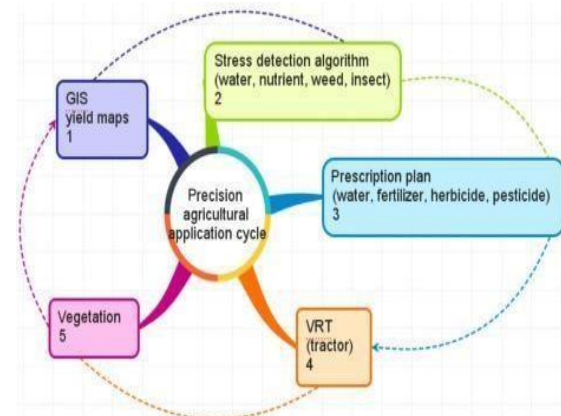 GIS
yield maps
1
Stress detection algorithm
(water, nutrient, weed, insect)
2
Prescription plan
(water, fertilizer, herbicide, pesticide)
3
VRT
(tractor)
4
Vegetation
5
Precision
agricultural
application cycle